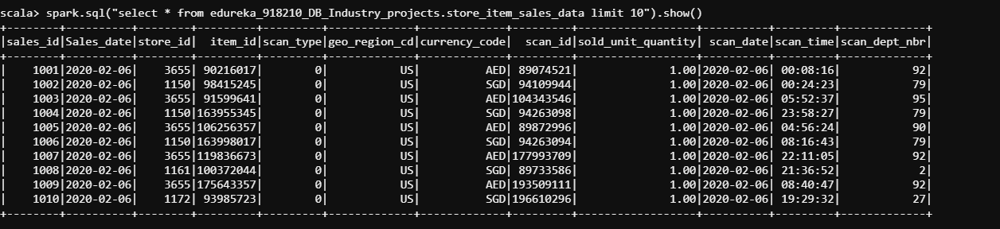 scala> spark.sql("select * from edureka_918210_DB_Industry_projects.store_item_sales_data limit 10").show()
+--------+----------+--------+---------+---------+-------------+-------------+---------+------------------+----------+---------+-------------+
|sales_id|Sales_date|store_id|  item_id|scan_type|geo_region_cd|currency_code|  scan_id|sold_unit_quantity| scan_date|scan_time|scan_dept_nbr|
+--------+----------+--------+---------+---------+-------------+-------------+---------+------------------+----------+---------+-------------+
|    1001|2020-02-06|    3655| 90216017|        0|           US|          AED| 89074521|              1.00|2020-02-06| 00:08:16|           92|
|    1002|2020-02-06|    1150| 98415245|        0|           US|          SGD| 94109944|              1.00|2020-02-06| 00:24:23|           79|
|    1003|2020-02-06|    3655| 91599641|        0|           US|          AED|104343546|              1.00|2020-02-06| 05:52:37|           95|
|    1004|2020-02-06|    1150|163955345|        0|           US|          SGD| 94263098|              1.00|2020-02-06| 23:58:27|           79|
|    1005|2020-02-06|    3655|106256357|        0|           US|          AED| 89872996|              1.00|2020-02-06| 04:56:24|           90|
|    1006|2020-02-06|    1150|163998017|        0|           US|          SGD| 94263094|              1.00|2020-02-06| 08:16:43|           79|
|    1007|2020-02-06|    3655|119836673|        0|           US|          AED|177993709|              1.00|2020-02-06| 22:11:05|           92|
|    1008|2020-02-06|    1161|100372044|        0|           US|          SGD| 89733586|              1.00|2020-02-06| 21:36:52|            2|
|    1009|2020-02-06|    3655|175643357|        0|           US|          AED|193509111|              1.00|2020-02-06| 08:40:47|           92|
|    1010|2020-02-06|    1172| 93985723|        0|           US|          SGD|196610296|              1.00|2020-02-06| 19:29:32|           27|
+--------+----------+--------+---------+---------+-------------+-------------+---------+------------------+----------+---------+-------------+